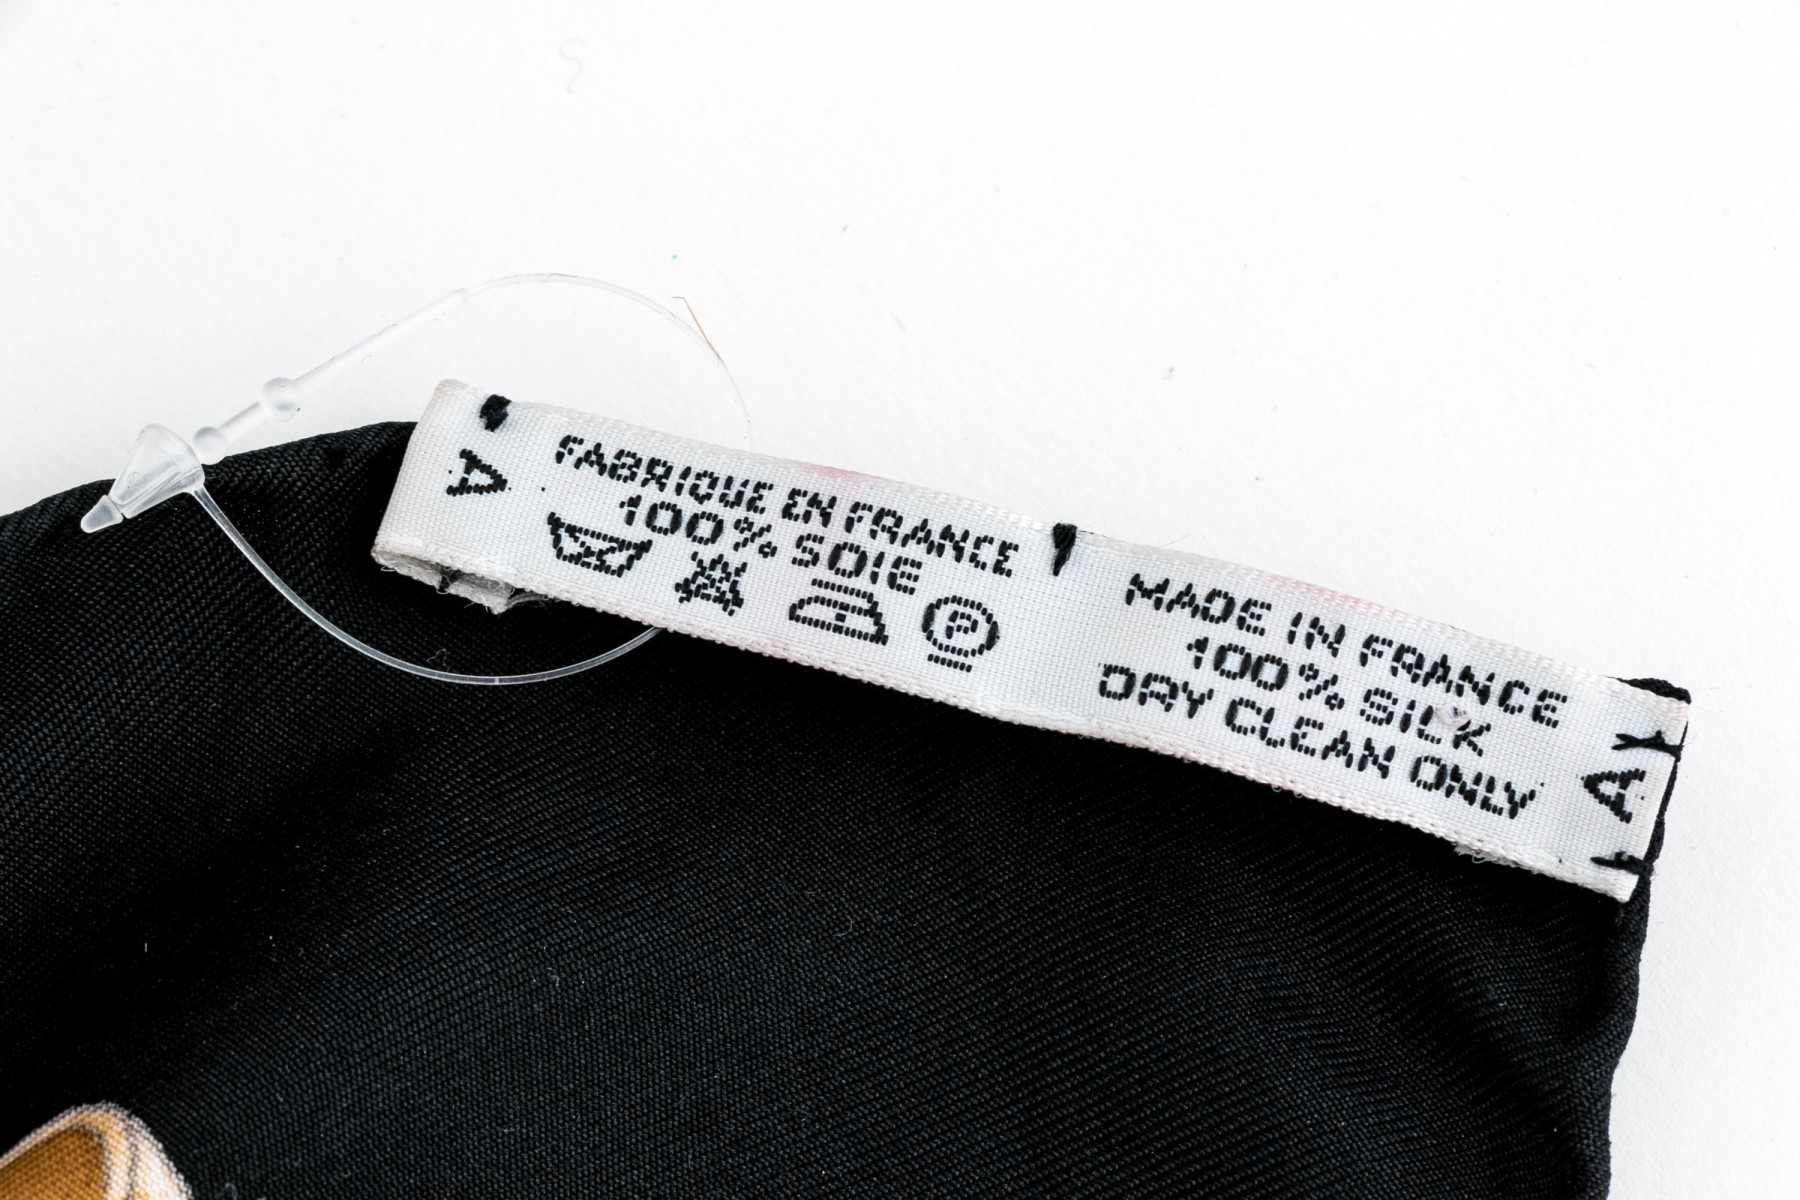 A
FABRIQUE EN FRANCE
100% SOIE
P
MADE IN FRANCE
100% SILK
DRY CLEAN ONLY
A